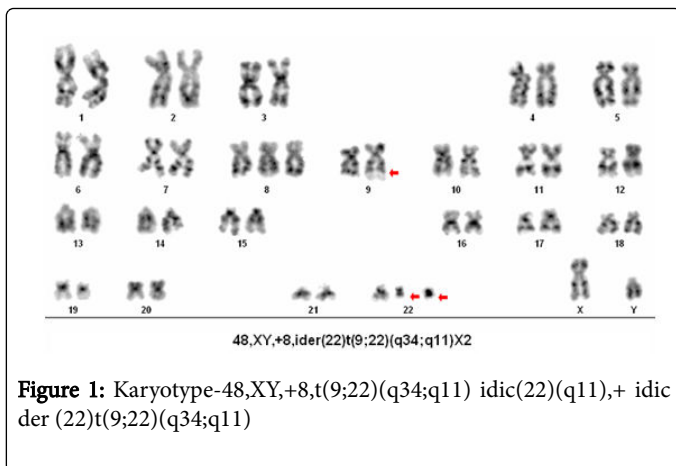 1 2 3 4 5
6 7 8 9 10 11 12
13 14 15 16 17 18
19 20 21 22 X Y
48,XY,+8,ider(22)t(9;22)(q34;q11)X2
Figure 1: Karyotype-48,XY,+8,t(9;22)(q34;q11) idic(22)(q11),+ idic
der (22)t(9;22)(q34;q11)